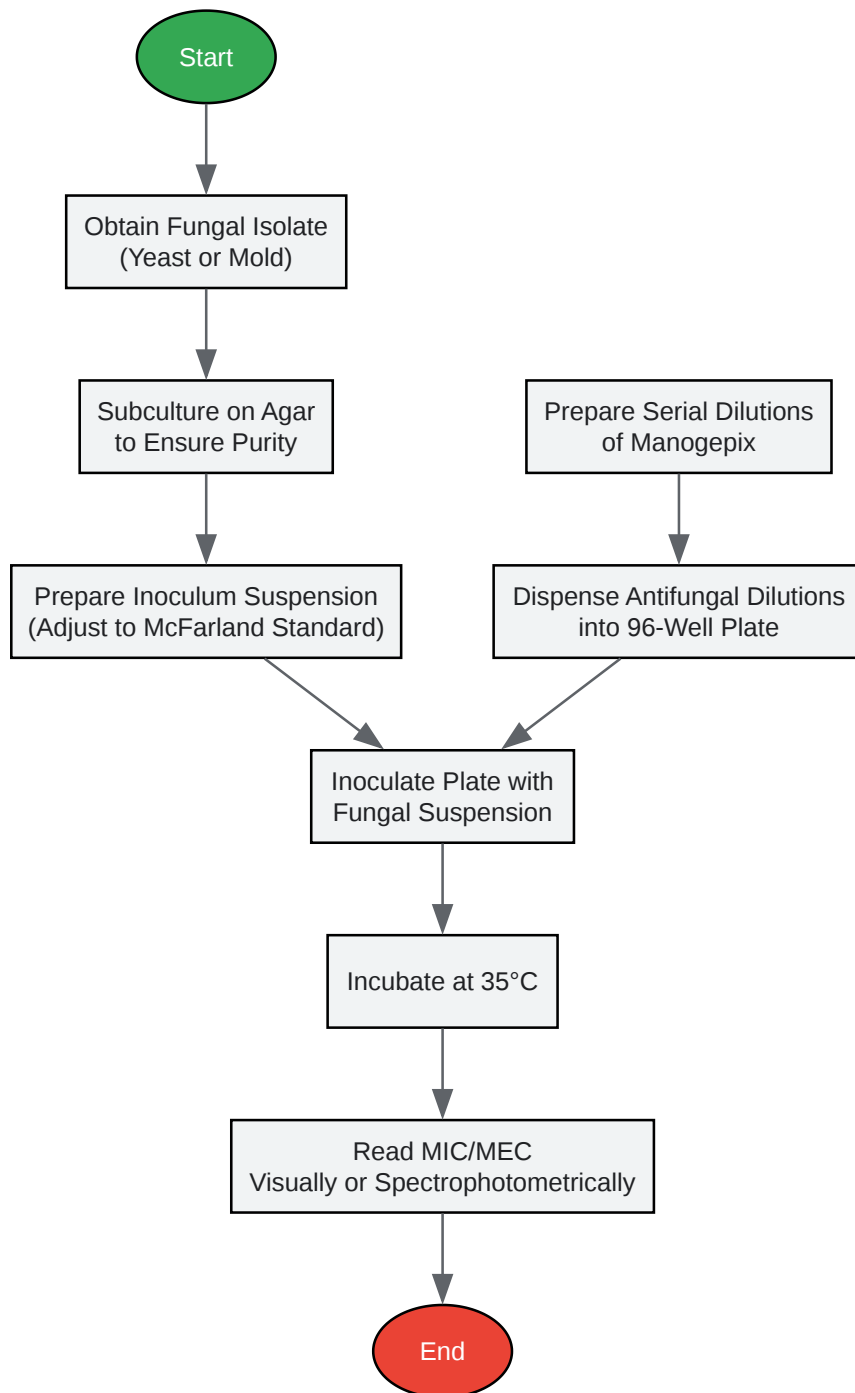 Start
Obtain Fungal Isolate
(Yeast or Mold)
Subculture on Agar
to Ensure Purity
Prepare Serial Dilutions
of Manogepix
Prepare Inoculum Suspension
(Adjust to McFarland Standard)
Dispense Antifungal Dilutions
into 96-Well Plate
Inoculate Plate with
Fungal Suspension
Incubate at 35°C
Read MIC/MEC
Visually or Spectrophotometrically
End